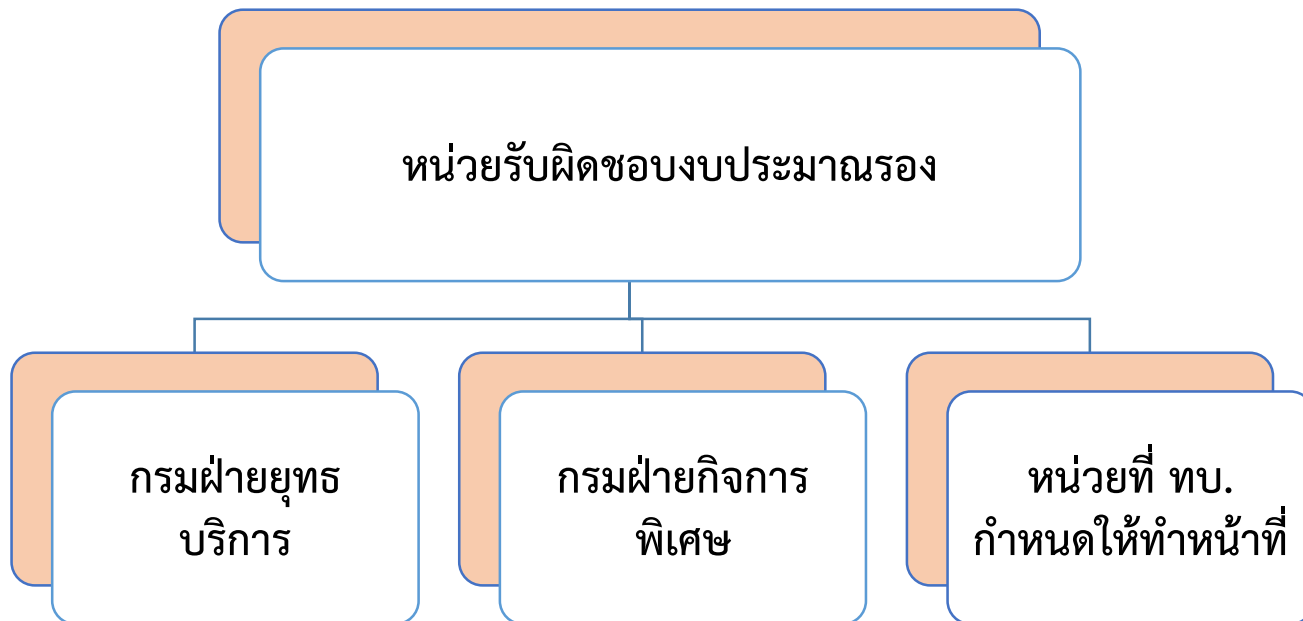 หน่วยรับผิดชอบงบประมาณรอง
กรมฝ่ายยุทธ
บริการ
กรมฝ่ายกิจการ
พิเศษ
หน่วยที่ ทบ.
กำหนดให้ทำหน้าที่